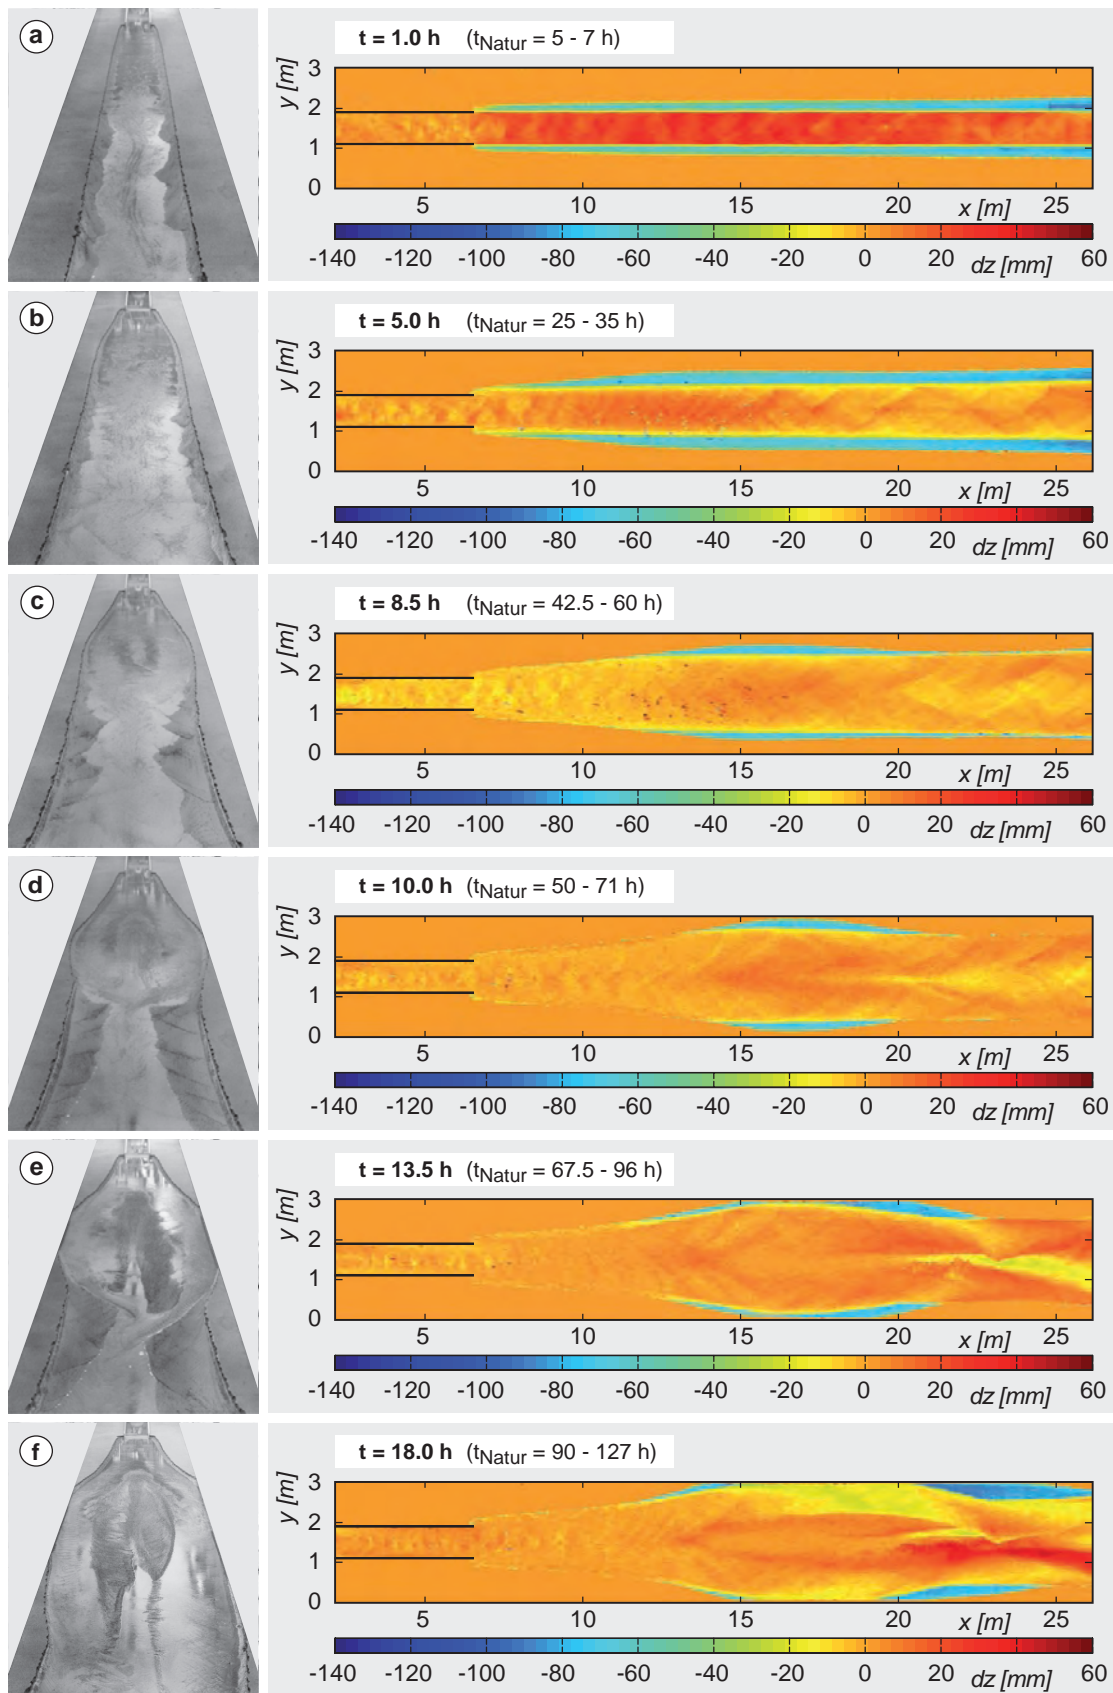 a
t = 1.0 h (tNatur = 5 - 7 h)
y [m]
3
2
1
0
5 10 15 x [m] 25
-140 -120 -100 -80 -60 -40 -20 0 20 dz [mm] 60
b
t = 5.0 h (tNatur = 25 - 35 h)
y [m]
3
2
1
0
5 10 15 x [m] 25
-140 -120 -100 -80 -60 -40 -20 0 20 dz [mm] 60
c
t = 8.5 h (tNatur = 42.5 - 60 h)
y [m]
3
2
1
0
5 10 15 20 x [m] 25
-140 -120 -100 -80 -60 -40 -20 0 20 dz [mm] 60
d
t = 10.0 h (tNatur = 50 - 71 h)
y [m]
3
2
1
0
5 10 15 20 x [m] 25
-140 -120 -100 -80 -60 -40 -20 0 20 dz [mm] 60
e
t = 13.5 h (tNatur = 67.5 - 96 h)
y [m]
3
2
1
0
5 10 15 20 x [m] 25
-140 -120 -100 -80 -60 -40 -20 0 20 dz [mm] 60
f
t = 18.0 h (tNatur = 90 - 127 h)
y [m]
3
2
1
0
5 10 15 20 x [m] 25
-140 -120 -100 -80 -60 -40 -20 0 20 dz [mm] 60